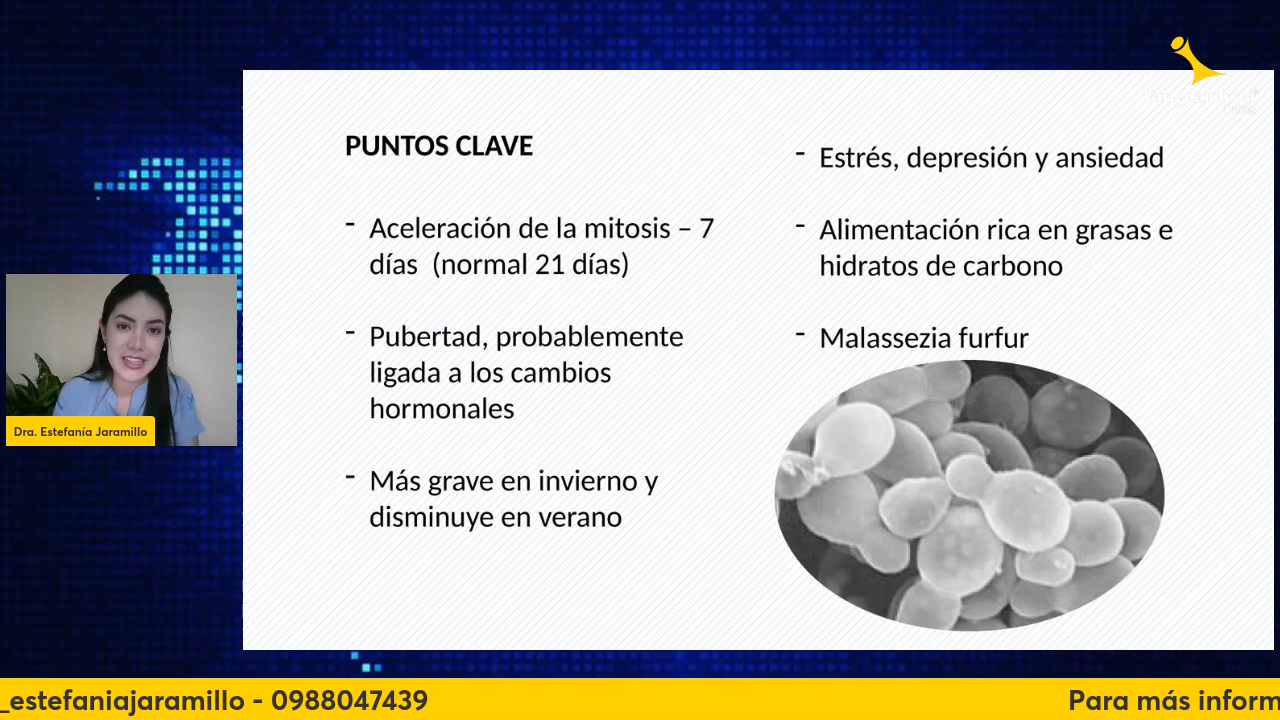 PUNTOS CLAVE
- Aceleración de la mitosis – 7
días (normal 21 días)
- Pubertad, probablemente
ligada a los cambios
hormonales
- Más grave en invierno y
disminuye en verano
- Estrés, depresión y ansiedad
- Alimentación rica en grasas e
hidratos de carbono
- Malassezia furfur
Online
Dra. Estefanía Jaramillo
_estefaniajaramillo - 0988047439
Para más inform